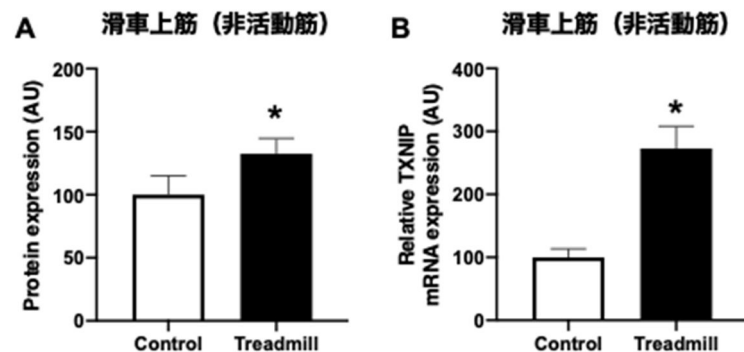 A 滑車上筋（非活動筋）
Protein expression (AU)
200
150
100
50
0
*
Control Treadmill
B 滑車上筋（非活動筋）
Relative TXNIP
mRNA expression (AU)
400
300
200
100
0
*
Control Treadmill